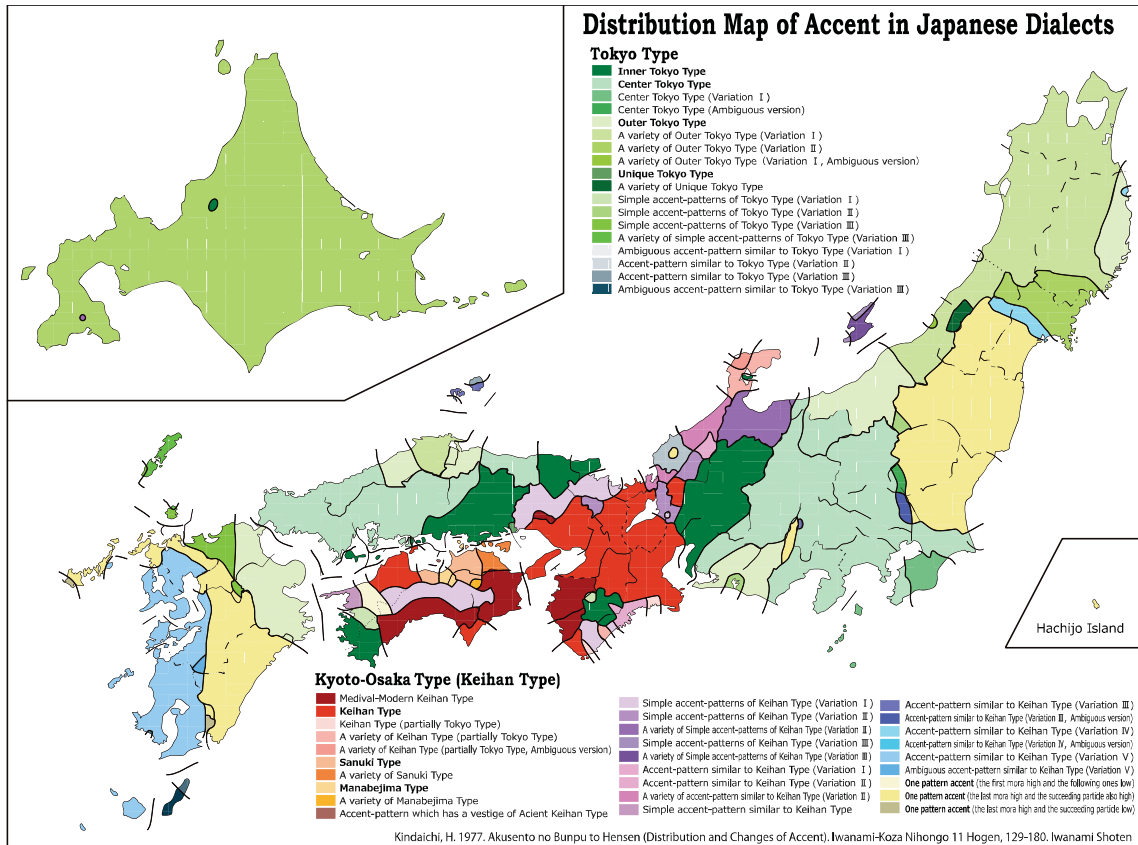 Distribution Map of Accent in Japanese Dialects
Tokyo Type
Inner Tokyo Type
Center Tokyo Type
Center Tokyo Type (Variation Ⅰ)
Center Tokyo Type (Ambiguous version)
Outer Tokyo Type
A variety of Outer Tokyo Type (Variation Ⅰ)
A variety of Outer Tokyo Type (Variation Ⅱ)
A variety of Outer Tokyo Type (Variation Ⅰ, Ambiguous version)
Unique Tokyo Type
A variety of Unique Tokyo Type
Simple accent-patterns of Tokyo Type (Variation Ⅰ)
Simple accent-patterns of Tokyo Type (Variation Ⅱ)
Simple accent-patterns of Tokyo Type (Variation Ⅲ)
A variety of simple accent-patterns of Tokyo Type (Variation Ⅲ)
Ambiguous accent-pattern similar to Tokyo Type (Variation Ⅰ)
Accent-pattern similar to Tokyo Type (Variation Ⅱ)
Accent-pattern similar to Tokyo Type (Variation Ⅲ)
Ambiguous accent-pattern similar to Tokyo Type (Variation Ⅲ)
Hachijo Island
Kyoto-Osaka Type (Keihan Type)
Medival-Modern Keihan Type
Keihan Type
Keihan Type (partially Tokyo Type)
A variety of Keihan Type (partially Tokyo Type)
A variety of Keihan Type (partially Tokyo Type, Ambiguous version)
Sanuki Type
A variety of Sanuki Type
Manabejima Type
A variety of Manabejima Type
Accent-pattern which has a vestige of Acient Keihan Type
Simple accent-patterns of Keihan Type (Variation Ⅰ)
Simple accent-patterns of Keihan Type (Variation Ⅱ)
A variety of Simple accent-patterns of Keihan Type (Variation Ⅱ)
Simple accent-patterns of Keihan Type (Variation Ⅲ)
A variety of Simple accent-patterns of Keihan Type (Variation Ⅲ)
Accent-pattern similar to Keihan Type (Variation Ⅰ)
Accent-pattern similar to Keihan Type (Variation Ⅱ)
A variety of accent-pattern similar to Keihan Type (Variation Ⅱ)
Simple accent-pattern similar to Keihan Type
Accent-pattern similar to Keihan Type (Variation Ⅲ)
Accent-pattern similar to Keihan Type (Variation Ⅲ, Ambiguous version)
Accent-pattern similar to Keihan Type (Variation Ⅳ)
Accent-pattern similar to Keihan Type (Variation Ⅳ, Ambiguous version)
Accent-pattern similar to Keihan Type (Variation Ⅴ)
Ambiguous accent-pattern similar to Keihan Type (Variation Ⅴ)
One pattern accent (the first mora high and the following ones low)
One pattern accent (the last mora high and the succeeding particle also high)
One pattern accent (the last mora high and the succeeding particle low)
Kindaichi, H. 1977. Akusento no Bunpu to Hensen (Distribution and Changes of Accent). Iwanami-Koza Nihongo 11 Hogen, 129-180. Iwanami Shoten